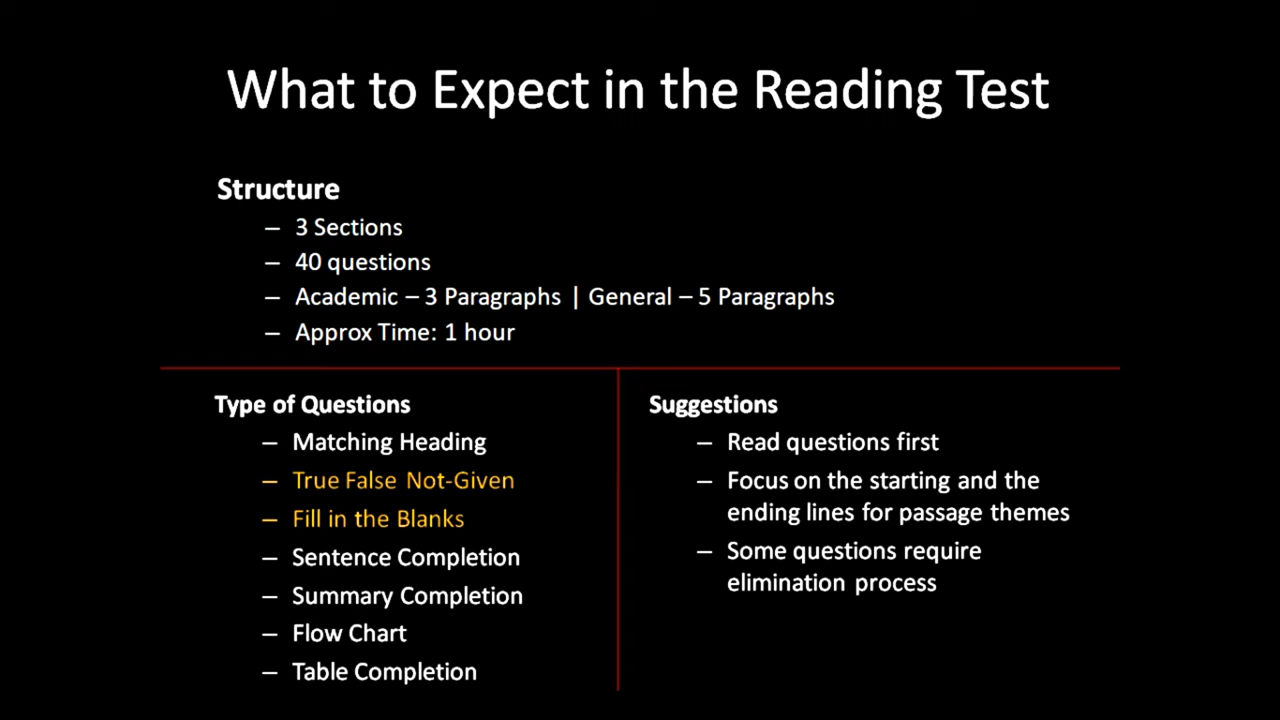 What to Expect in the Reading Test
Structure
– 3 Sections
– 40 questions
– Academic – 3 Paragraphs | General – 5 Paragraphs
– Approx Time: 1 hour
Type of Questions
– Matching Heading
– True False Not-Given
– Fill in the Blanks
– Sentence Completion
– Summary Completion
– Flow Chart
– Table Completion
Suggestions
– Read questions first
– Focus on the starting and the
ending lines for passage themes
– Some questions require
elimination process